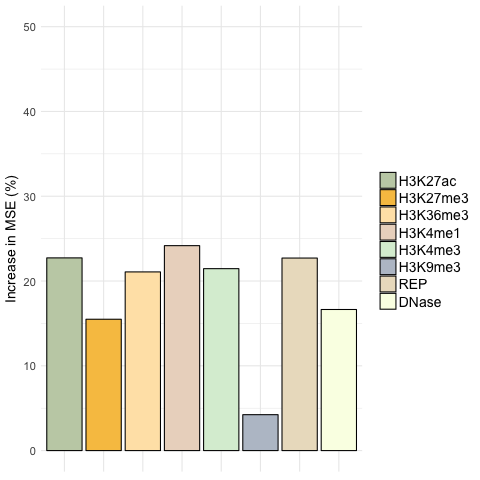 50
40
30
20
10
0
Increase in MSE (%)
H3K27ac
H3K27me3
H3K36me3
H3K4me1
H3K4me3
H3K9me3
REP
DNase